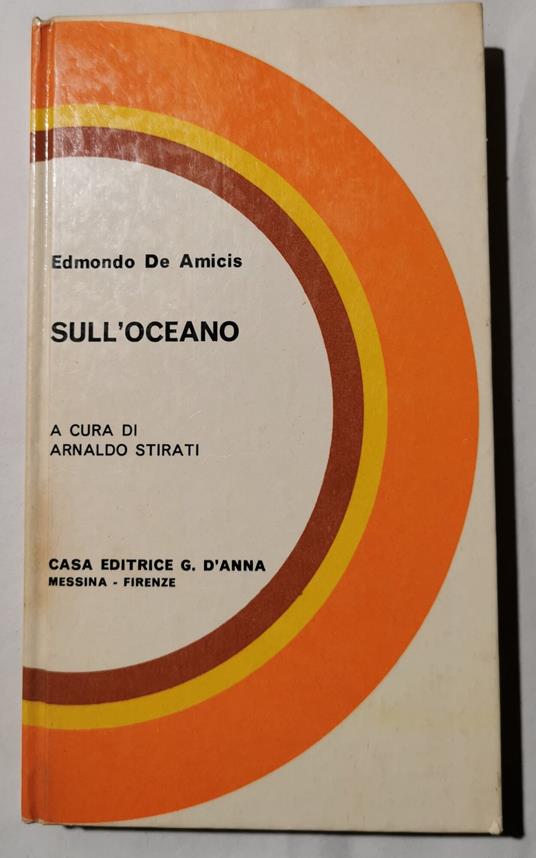 Edmondo De Amicis
SULL'OCEANO
A CURA DI
ARNALDO STIRATI
CASA EDITRICE G. D'ANNA
MESSINA - FIRENZE